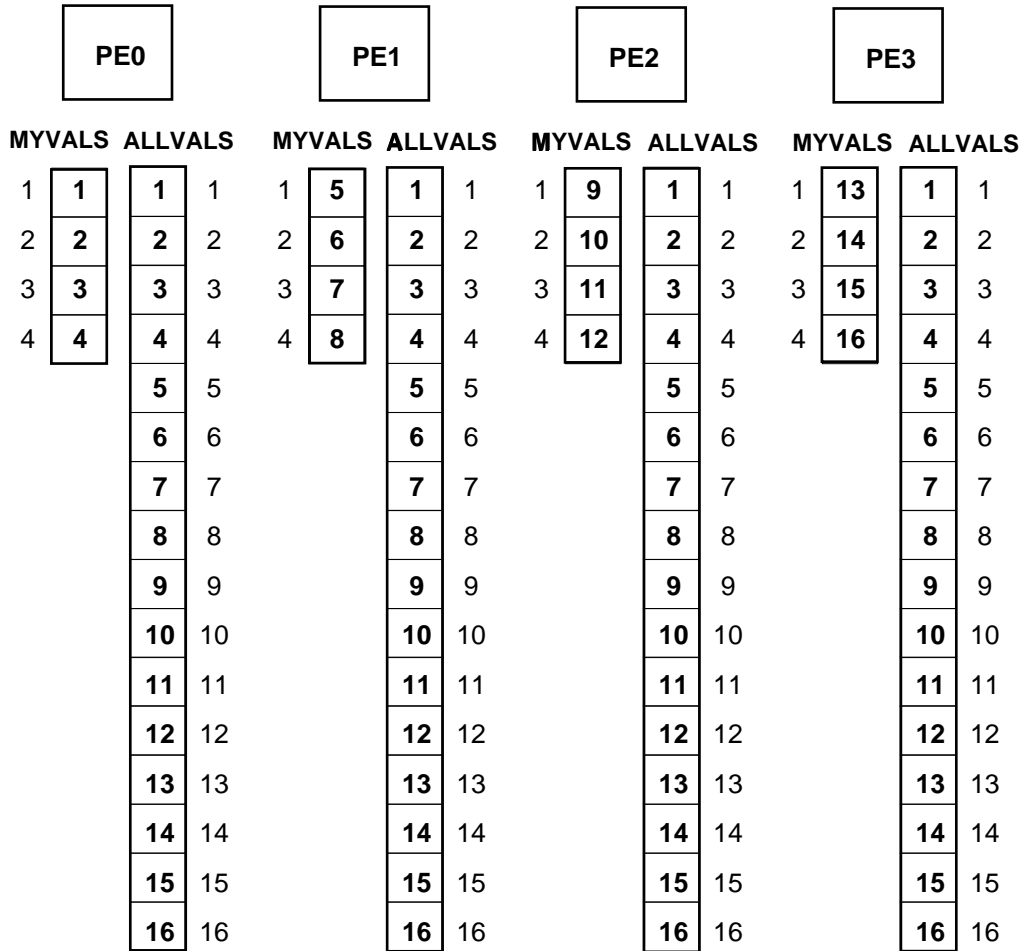 PE0 PE1 PE2 PE3
MYVALS ALLVALS MYVALS ALLVALS MYVALS ALLVALS MYVALS ALLVALS
1 1 1 1 1 5 1 1 1 9 1 1 1 13 1 1
2 2 2 2 2 6 2 2 2 10 2 2 2 14 2 2
3 3 3 3 3 7 3 3 3 11 3 3 3 15 3 3
4 4 4 4 4 8 4 4 4 12 4 4 4 16 4 4
5 5 5 5 5 5 5 5
6 6 6 6 6 6 6 6
7 7 7 7 7 7 7 7
8 8 8 8 8 8 8 8
9 9 9 9 9 9 9 9
10 10 10 10 10 10 10 10
11 11 11 11 11 11 11 11
12 12 12 12 12 12 12 12
13 13 13 13 13 13 13 13
14 14 14 14 14 14 14 14
15 15 15 15 15 15 15 15
16 16 16 16 16 16 16 16